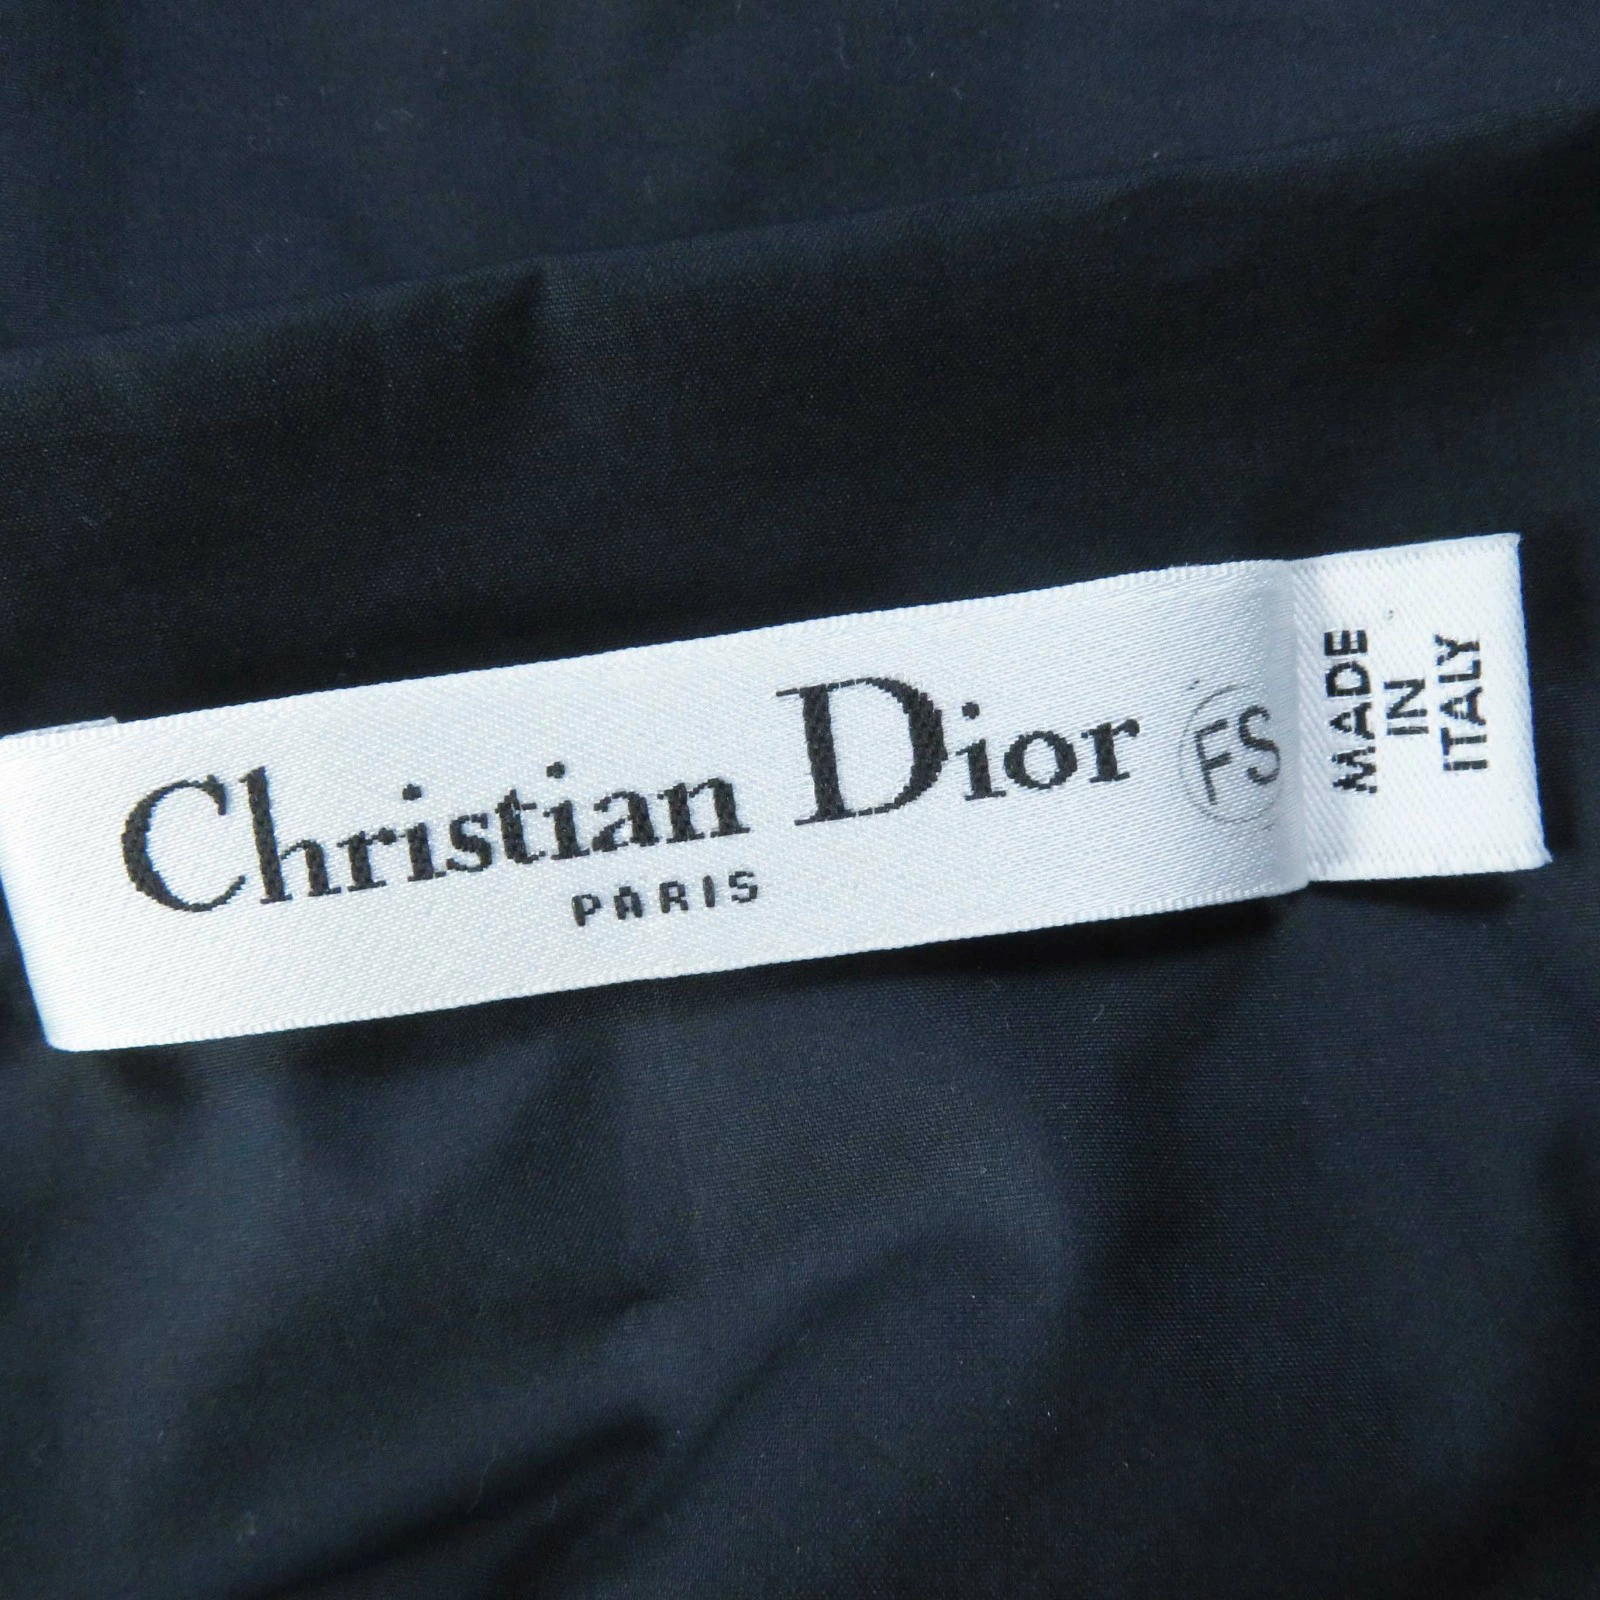 Christian Dior
PARIS
FS
MADE
IN
ITALY